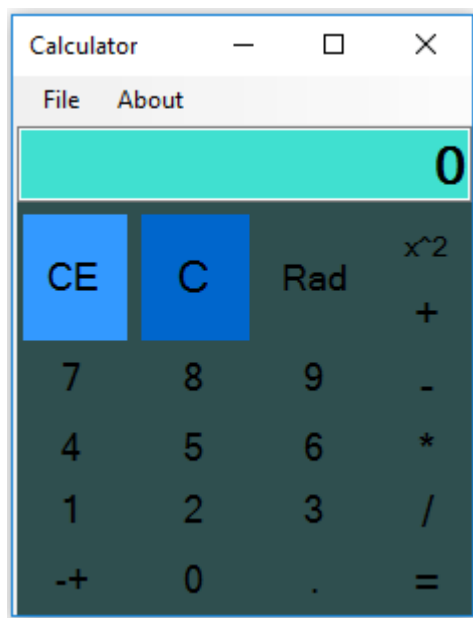 Calculator
File About
0
CE C Rad x^2
+
7 8 9 -
4 5 6 *
1 2 3 /
-+ 0 . =